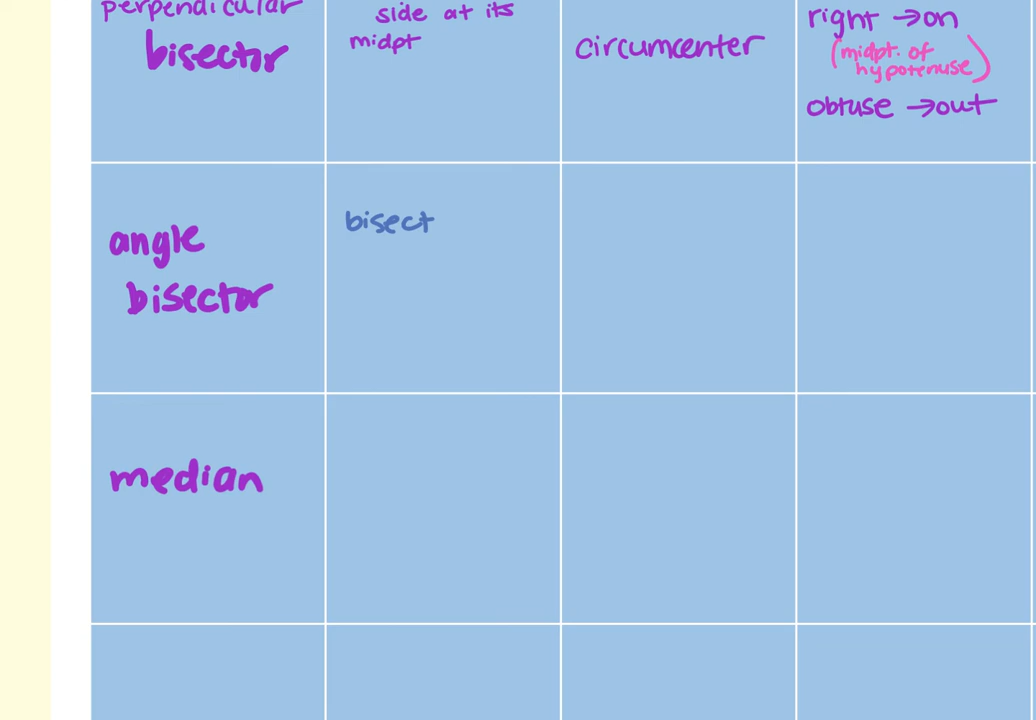 perpendicular
bisector
side at its
midpt
circumcenter
right →on
(midpt. of
hypotenuse)
obtuse →out
angle
bisector
bisect
median